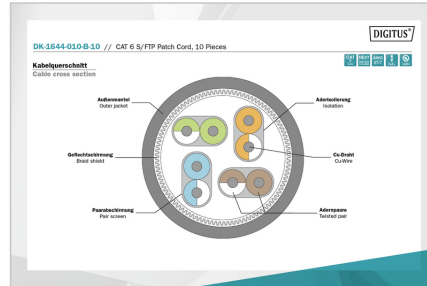 DIGITUS®
DK-1644-010-B-10 // CAT 6 S/FTP Patch Cord, 10 Pieces
Kabelquerschnitt
Cable cross section
Außenmantel
Outer jacket
Aderisolierung
Isolation
Geflechtschirmung
Braid shield
Cu-Draht
Cu-Wire
Paarabschirmung
Pair screen
Adernpaare
Twisted pair